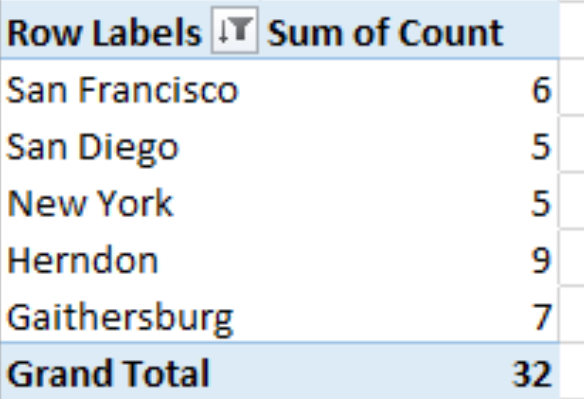 Row Labels Sum of Count
San Francisco 6
San Diego 5
New York 5
Herndon 9
Gaithersburg 7
Grand Total 32